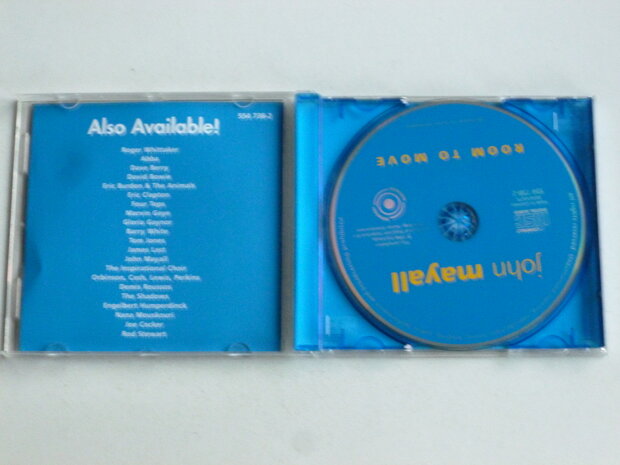 Also Available!
554 738-2
Roger Whittaker
Abba
Dave Berry
David Bowie
Eric Burdon & The Animals
Eric Clapton
Four Tops
Marvin Gaye
Gloria Gaynor
Barry White
Tom Jones
James Last
John Mayall
The Inspirational Choir
Orbinson, Cash, Lewis, Perkins
Demis Roussos
The Shadows
Engelbert Humperdinck
Nana Mouskouri
Joe Cocker
Rod Stewart
ROOM TO MOVE
john mayall